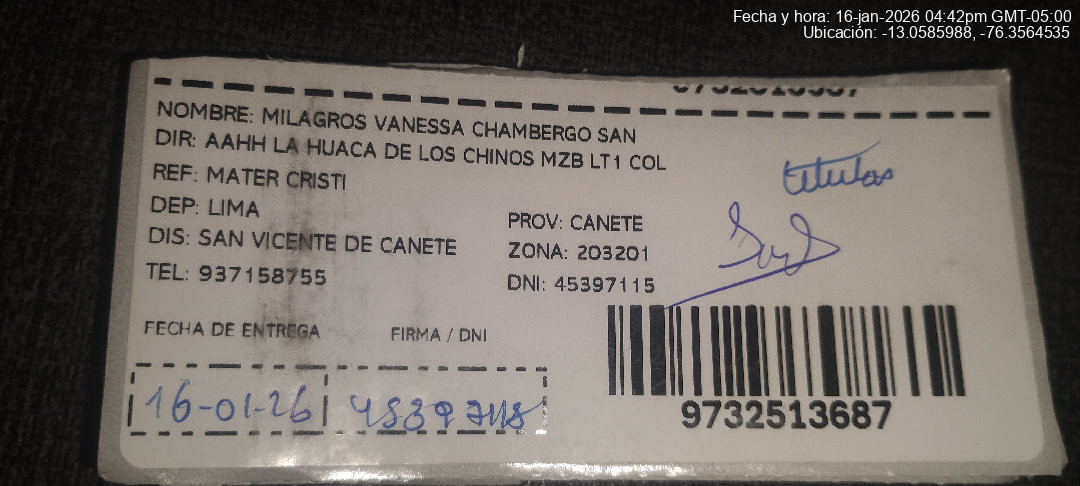 Fecha y hora: 16-jan-2026 04:42pm GMT-05:00
Ubicación: -13.0585988, -76.3564535
NOMBRE: MILAGROS VANESSA CHAMBERGO SAN
DIR: AAHH LA HUACA DE LOS CHINOS MZB LT1 COL
REF: MATER CRISTI
titular
DEP: LIMA
PROV: CANETE
DIS: SAN VICENTE DE CANETE
ZONA: 203201
TEL: 937158755
DNI: 45397115
FECHA DE ENTREGA
FIRMA / DNI
16-01-26
9732513687